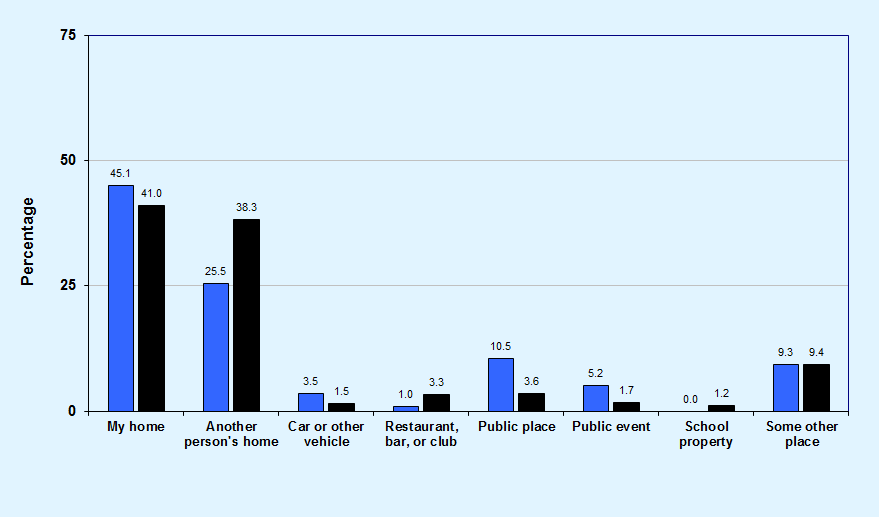 75
50
25
0
Percentage
45.1
41.0
25.5
38.3
3.5
1.5
1.0
3.3
10.5
3.6
5.2
1.7
0.0
1.2
9.3
9.4
My home
Another
person's home
Car or other
vehicle
Restaurant,
bar, or club
Public place
Public event
School
property
Some other
place